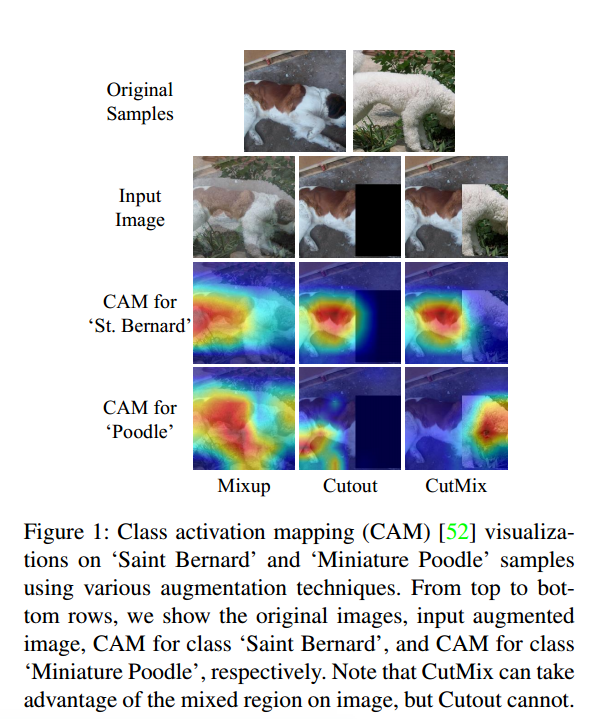 Original
Samples
Input
Image
CAM for
‘St. Bernard’
CAM for
‘Poodle’
Mixup Cutout CutMix
Figure 1: Class activation mapping (CAM) [52] visualiza-
tions on ‘Saint Bernard’ and ‘Miniature Poodle’ samples
using various augmentation techniques. From top to bot-
tom rows, we show the original images, input augmented
image, CAM for class ‘Saint Bernard’, and CAM for class
‘Miniature Poodle’, respectively. Note that CutMix can take
advantage of the mixed region on image, but Cutout cannot.